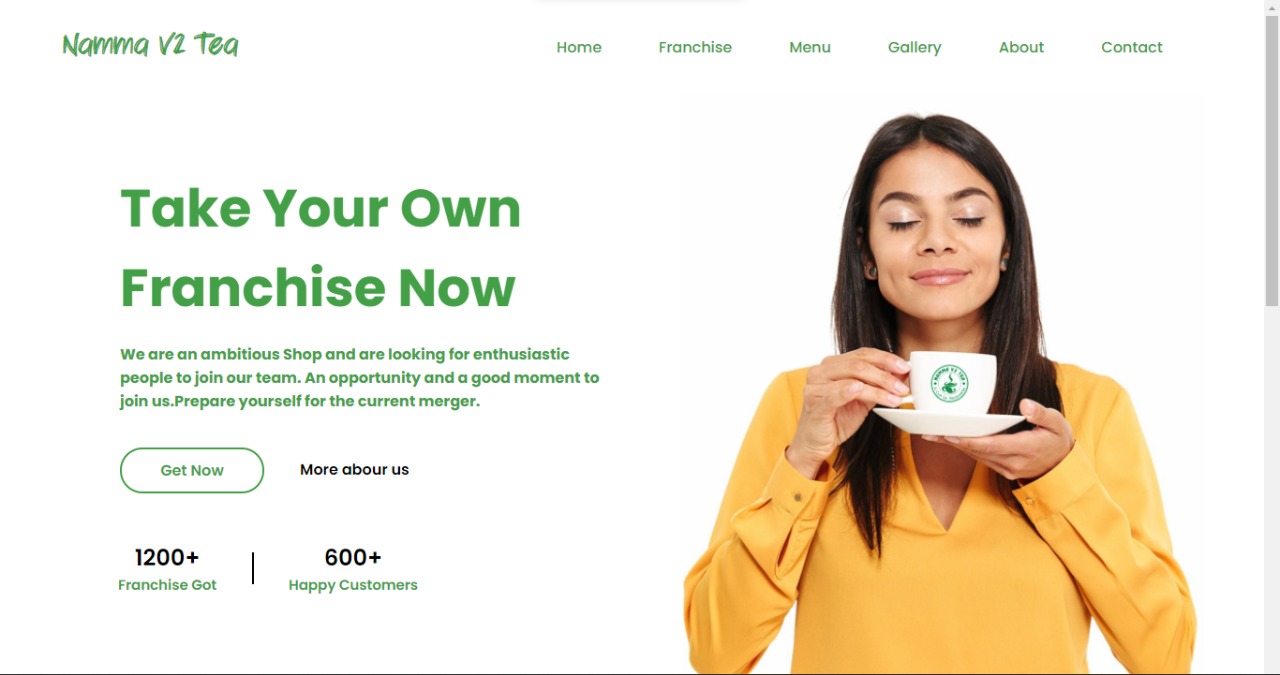 Namma V2 Tea
Home Franchise Menu Gallery About Contact
Take Your Own
Franchise Now
We are an ambitious Shop and are looking for enthusiastic
people to join our team. An opportunity and a good moment to
join us.Prepare yourself for the current merger.
NAMMA V2 TEA
Get Now More abour us
1200+ 600+
Franchise Got Happy Customers